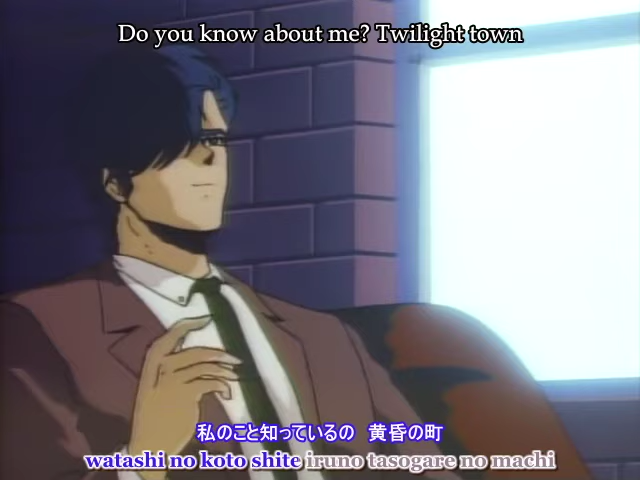 Do you know about me? Twilight town
私のこと知っているの 黄昏の町
watashi no koto shite iruno tasogare no machi